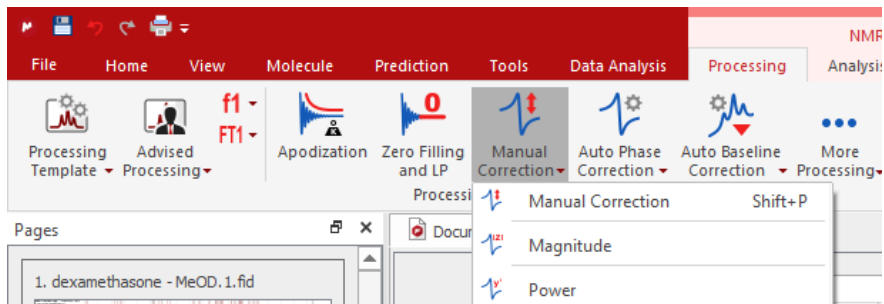 NMR
File Home View Molecule Prediction Tools Data Analysis Processing Analysis
f1
FT1
0
Processing Template
Advised Processing
Apodization
Zero Filling and LP
Manual Correction
Auto Phase Correction
Auto Baseline Correction
More Processing
Processi
Manual Correction Shift+P
Pages
Docur
Magnitude
1. dexamethasone - MeOD.1.fid
Power